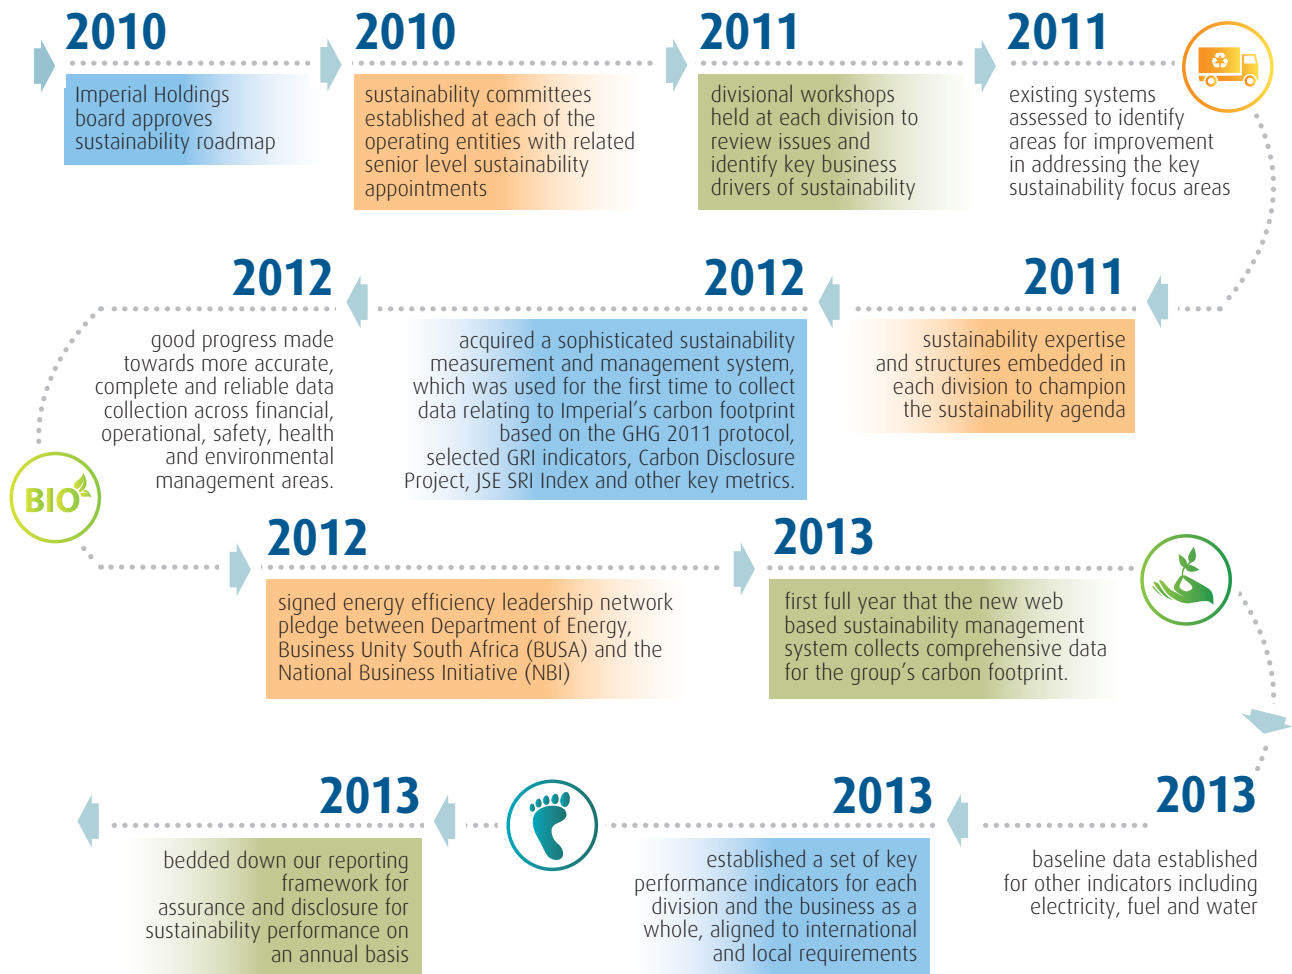 2010
Imperial Holdings
board approves
sustainability roadmap
2010
sustainability committees
established at each of the
operating entities with related
senior level sustainability
appointments
2011
divisional workshops
held at each division to
review issues and
identify key business
drivers of sustainability
2011
existing systems
assessed to identify
areas for improvement
in addressing the key
sustainability focus areas
2011
sustainability expertise
and structures embedded in
each division to champion
the sustainability agenda
2012
acquired a sophisticated sustainability
measurement and management system,
which was used for the first time to collect
data relating to Imperial's carbon footprint
based on the GHG 2011 protocol,
selected GRI indicators, Carbon Disclosure
Project, JSE SRI Index and other key metrics.
2012
good progress made
towards more accurate,
complete and reliable data
collection across financial,
operational, safety, health
and environmental
management areas.
BIO
2012
signed energy efficiency leadership network
pledge between Department of Energy,
Business Unity South Africa (BUSA) and the
National Business Initiative (NBI)
2013
first full year that the new web
based sustainability management
system collects comprehensive data
for the group's carbon footprint.
2013
baseline data established
for other indicators including
electricity, fuel and water
2013
established a set of key
performance indicators for each
division and the business as a
whole, aligned to international
and local requirements
2013
bedded down our reporting
framework for
assurance and disclosure for
sustainability performance on
an annual basis